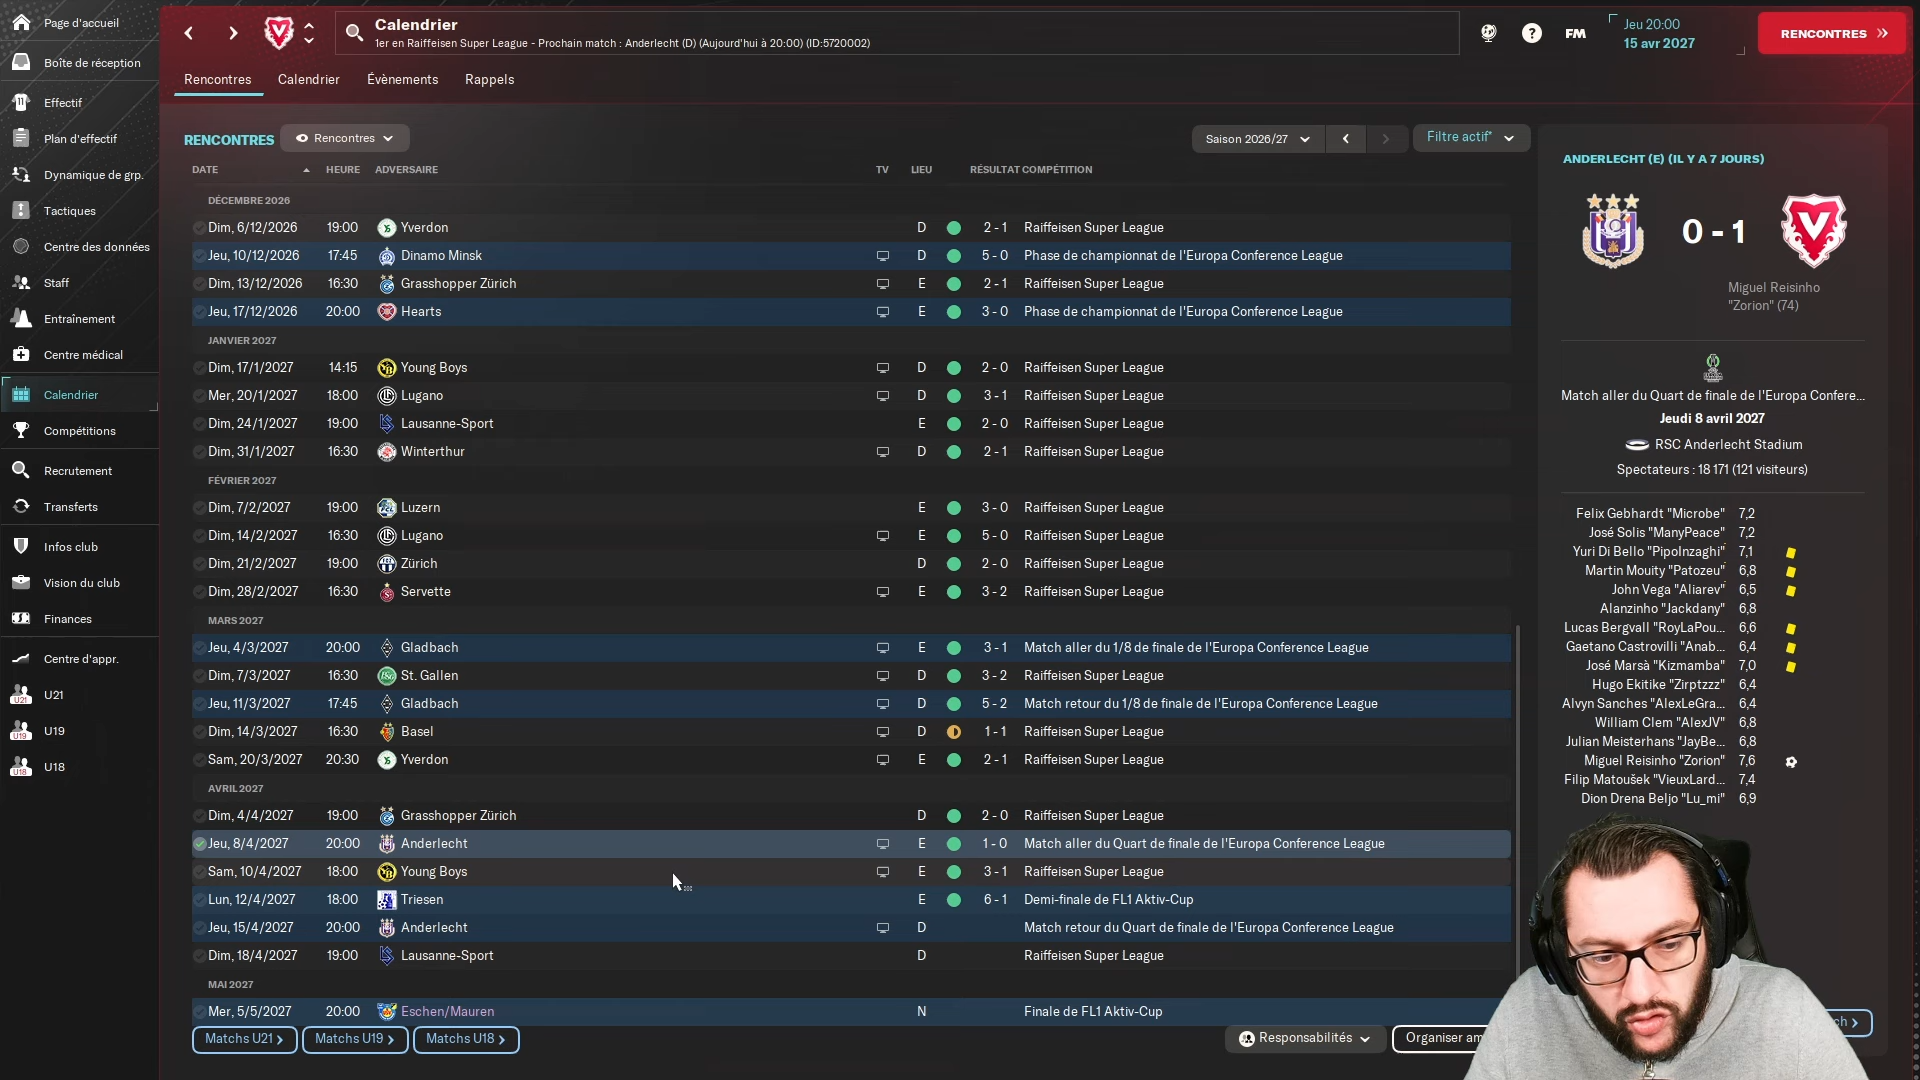 Page d'accueil
Boîte de réception
Effectif
Plan d'effectif
Dynamique de grp.
Tactiques
Centre des données
Staff
Entraînement
Centre médical
Calendrier
Compétitions
Recrutement
Transferts
Infos club
Vision du club
Finances
Centre d'appr.
U21
U19
U18
Calendrier
1er en Raiffeisen Super League - Prochain match : Anderlecht (D) (Aujourd'hui à 20:00) (ID:5720002)
FM
Jeu 20:00
15 avr 2027
RENCONTRES
Rencontres Calendrier Évènements Rappels
RENCONTRES Rencontres Saison 2026/27 Filtre actif*
DATE HEURE ADVERSAIRE TV LIEU RÉSULTAT COMPÉTITION
DÉCEMBRE 2026
Dim, 6/12/2026 19:00 Yverdon D 2 - 1 Raiffeisen Super League
Jeu, 10/12/2026 17:45 Dinamo Minsk D 5 - 0 Phase de championnat de l'Europa Conference League
Dim, 13/12/2026 16:30 Grasshopper Zürich E 2 - 1 Raiffeisen Super League
Jeu, 17/12/2026 20:00 Hearts E 3 - 0 Phase de championnat de l'Europa Conference League
JANVIER 2027
Dim, 17/1/2027 14:15 Young Boys D 2 - 0 Raiffeisen Super League
Mer, 20/1/2027 18:00 Lugano D 3 - 1 Raiffeisen Super League
Dim, 24/1/2027 19:00 Lausanne-Sport E 2 - 0 Raiffeisen Super League
Dim, 31/1/2027 16:30 Winterthur D 2 - 1 Raiffeisen Super League
FÉVRIER 2027
Dim, 7/2/2027 19:00 Luzern E 3 - 0 Raiffeisen Super League
Dim, 14/2/2027 16:30 Lugano E 5 - 0 Raiffeisen Super League
Dim, 21/2/2027 19:00 Zürich D 2 - 0 Raiffeisen Super League
Dim, 28/2/2027 16:30 Servette E 3 - 2 Raiffeisen Super League
MARS 2027
Jeu, 4/3/2027 20:00 Gladbach E 3 - 1 Match aller du 1/8 de finale de l'Europa Conference League
Dim, 7/3/2027 16:30 St. Gallen D 3 - 2 Raiffeisen Super League
Jeu, 11/3/2027 17:45 Gladbach D 5 - 2 Match retour du 1/8 de finale de l'Europa Conference League
Dim, 14/3/2027 16:30 Basel D 1 - 1 Raiffeisen Super League
Sam, 20/3/2027 20:30 Yverdon E 2 - 1 Raiffeisen Super League
AVRIL 2027
Dim, 4/4/2027 19:00 Grasshopper Zürich D 2 - 0 Raiffeisen Super League
Jeu, 8/4/2027 20:00 Anderlecht E 1 - 0 Match aller du Quart de finale de l'Europa Conference League
Sam, 10/4/2027 18:00 Young Boys E 3 - 1 Raiffeisen Super League
Lun, 12/4/2027 18:00 Triesen E 6 - 1 Demi-finale de FL1 Aktiv-Cup
Jeu, 15/4/2027 20:00 Anderlecht D Match retour du Quart de finale de l'Europa Conference League
Dim, 18/4/2027 19:00 Lausanne-Sport D Raiffeisen Super League
MAI 2027
Mer, 5/5/2027 20:00 Eschen/Mauren N Finale de FL1 Aktiv-Cup
Matchs U21 Matchs U19 Matchs U18 Responsabilités Organiser am
ANDERLECHT (E) (IL Y A 7 JOURS)
0 - 1
Miguel Reisinho
"Zorion" (74)
Match aller du Quart de finale de l'Europa Confere...
Jeudi 8 avril 2027
RSC Anderlecht Stadium
Spectateurs : 18 171 (121 visiteurs)
Felix Gebhardt "Microbe" 7,2
José Solis "ManyPeace" 7,2
Yuri Di Bello "PipoInzaghi" 7,1
Martin Mouity "Patozeu" 6,8
John Vega "Aliarev" 6,5
Alanzinho "Jackdany" 6,8
Lucas Bergvall "RoyLaPou... 6,6
Gaetano Castrovilli "Anab... 6,4
José Marsà "Kizmamba" 7,0
Hugo Ekitike "Zirptzzz" 6,4
Alvyn Sanches "AlexLeGra... 6,4
William Clem "AlexJV" 6,8
Julian Meisterhans "JayBe... 6,8
Miguel Reisinho "Zorion" 7,6
Filip Matoušek "VieuxLard... 7,4
Dion Drena Beljo "Lu_mi" 6,9